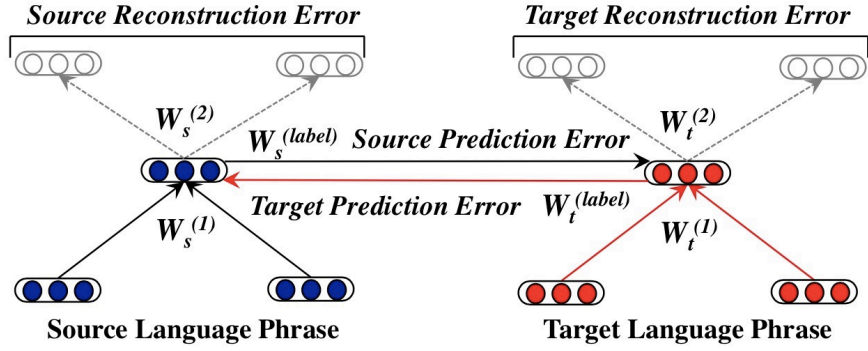 Source Reconstruction Error
Target Reconstruction Error
W_s^(2)
W_t^(2)
W_s^(label)
Source Prediction Error
Target Prediction Error
W_t^(label)
W_s^(1)
W_t^(1)
Source Language Phrase
Target Language Phrase